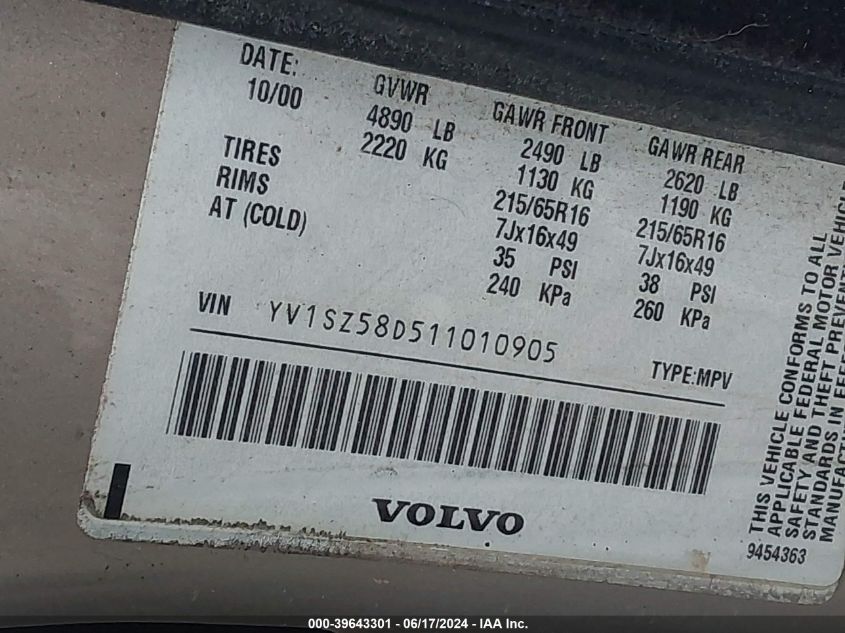 DATE: GVWR GAWR FRONT GAWR REAR
10/00 4890 LB 2490 LB 2620 LB
2220 KG 1130 KG 1190 KG
TIRES 215/65R16 215/65R16
RIMS 7Jx16x49 7Jx16x49
AT (COLD) 35 PSI 38 PSI
240 KPa 260 KPa
VIN YV1SZ58D511010905
TYPE:MPV
VOLVO
THIS VEHICLE CONFORMS TO ALL
APPLICABLE FEDERAL MOTOR VEHICLE
SAFETY AND THEFT PREVENTION
STANDARDS IN EFFECT
9454363
000-39643301 - 06/17/2024 - IAA Inc.